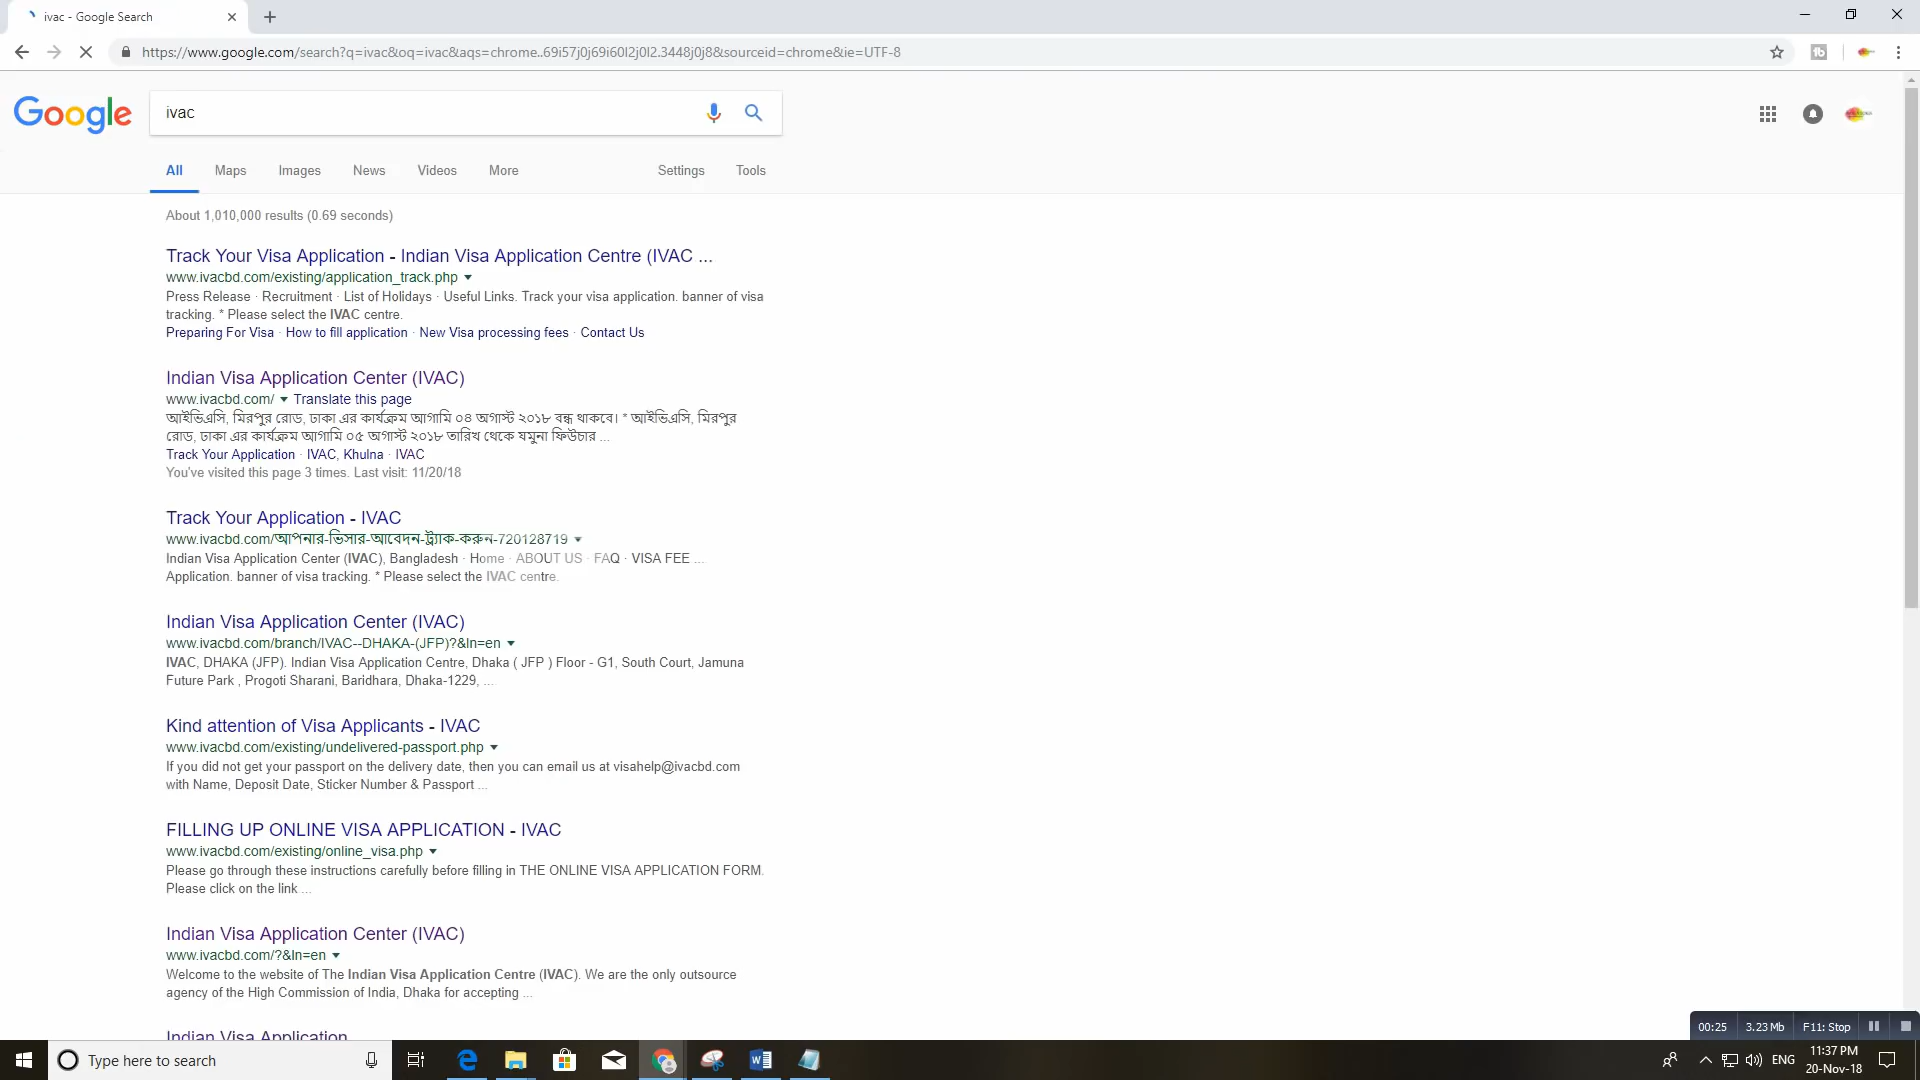 ivac - Google Search
https://www.google.com/search?q=ivac&oq=ivac&aqs=chrome..69i57j0j69i60l2j0l2.3448j0j8&sourceid=chrome&ie=UTF-8
Google
ivac
All Maps Images News Videos More Settings Tools
About 1,010,000 results (0.69 seconds)
Track Your Visa Application - Indian Visa Application Centre (IVAC ...
www.ivacbd.com/existing/application_track.php
Press Release · Recruitment · List of Holidays · Useful Links. Track your visa application. banner of visa
tracking. * Please select the IVAC centre.
Preparing For Visa · How to fill application · New Visa processing fees · Contact Us
Indian Visa Application Center (IVAC)
www.ivacbd.com/ Translate this page
আইভিএসি, মিরপুর রোড, ঢাকা এর কার্যক্রম আগামি ০৪ অগাস্ট ২০১৮ বন্ধ থাকবে। * আইভিএসি, মিরপুর
রোড, ঢাকা এর কার্যক্রম আগামি ০৫ অগাস্ট ২০১৮ তারিখ থেকে যমুনা ফিউচার ...
Track Your Application · IVAC, Khulna · IVAC
You've visited this page 3 times. Last visit: 11/20/18
Track Your Application - IVAC
www.ivacbd.com/আপনার-ভিসার-আবেদন-ট্র্যাক-করুন-720128719
Indian Visa Application Center (IVAC), Bangladesh · Home · ABOUT US · FAQ · VISA FEE ...
Application. banner of visa tracking. * Please select the IVAC centre.
Indian Visa Application Center (IVAC)
www.ivacbd.com/branch/IVAC--DHAKA-(JFP)?&ln=en
IVAC, DHAKA (JFP). Indian Visa Application Centre, Dhaka ( JFP ) Floor - G1, South Court, Jamuna
Future Park , Progoti Sharani, Baridhara, Dhaka-1229, ...
Kind attention of Visa Applicants - IVAC
www.ivacbd.com/existing/undelivered-passport.php
If you did not get your passport on the delivery date, then you can email us at visahelp@ivacbd.com
with Name, Deposit Date, Sticker Number & Passport ...
FILLING UP ONLINE VISA APPLICATION - IVAC
www.ivacbd.com/existing/online_visa.php
Please go through these instructions carefully before filling in THE ONLINE VISA APPLICATION FORM.
Please click on the link ...
Indian Visa Application Center (IVAC)
www.ivacbd.com/?&ln=en
Welcome to the website of The Indian Visa Application Centre (IVAC). We are the only outsource
agency of the High Commission of India, Dhaka for accepting ...
Indian Visa Application
00:25 3.23 Mb F11: Stop
Type here to search
ENG
11:37 PM
20-Nov-18